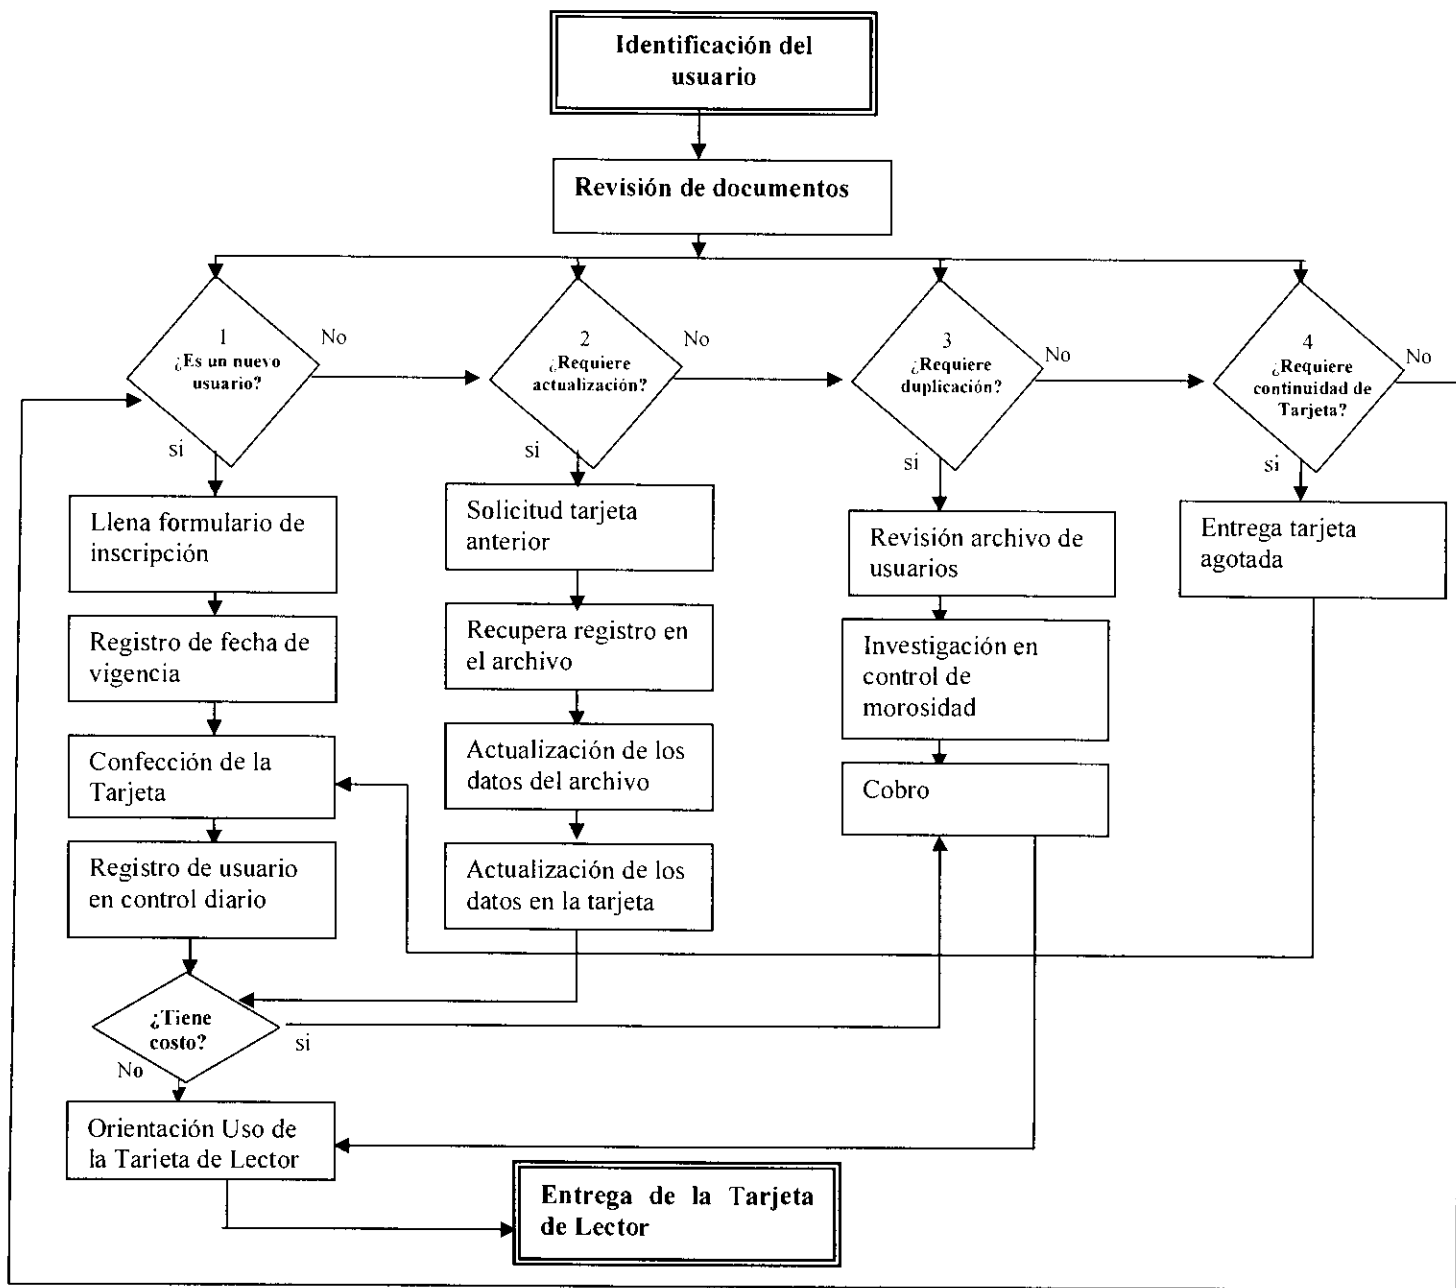 Identificación del
usuario
Revisión de documentos
1
¿Es un nuevo
usuario?
No
si
2
¿Requiere
actualización?
No
si
3
¿Requiere
duplicación?
No
si
4
¿Requiere
continuidad de
Tarjeta?
No
si
Llena formulario de
inscripción
Registro de fecha de
vigencia
Confección de la
Tarjeta
Registro de usuario
en control diario
¿Tiene
costo?
si
No
Orientación Uso de
la Tarjeta de Lector
Solicitud tarjeta
anterior
Recupera registro en
el archivo
Actualización de los
datos del archivo
Actualización de los
datos en la tarjeta
Revisión archivo de
usuarios
Investigación en
control de
morosidad
Cobro
Entrega tarjeta
agotada
Entrega de la Tarjeta
de Lector